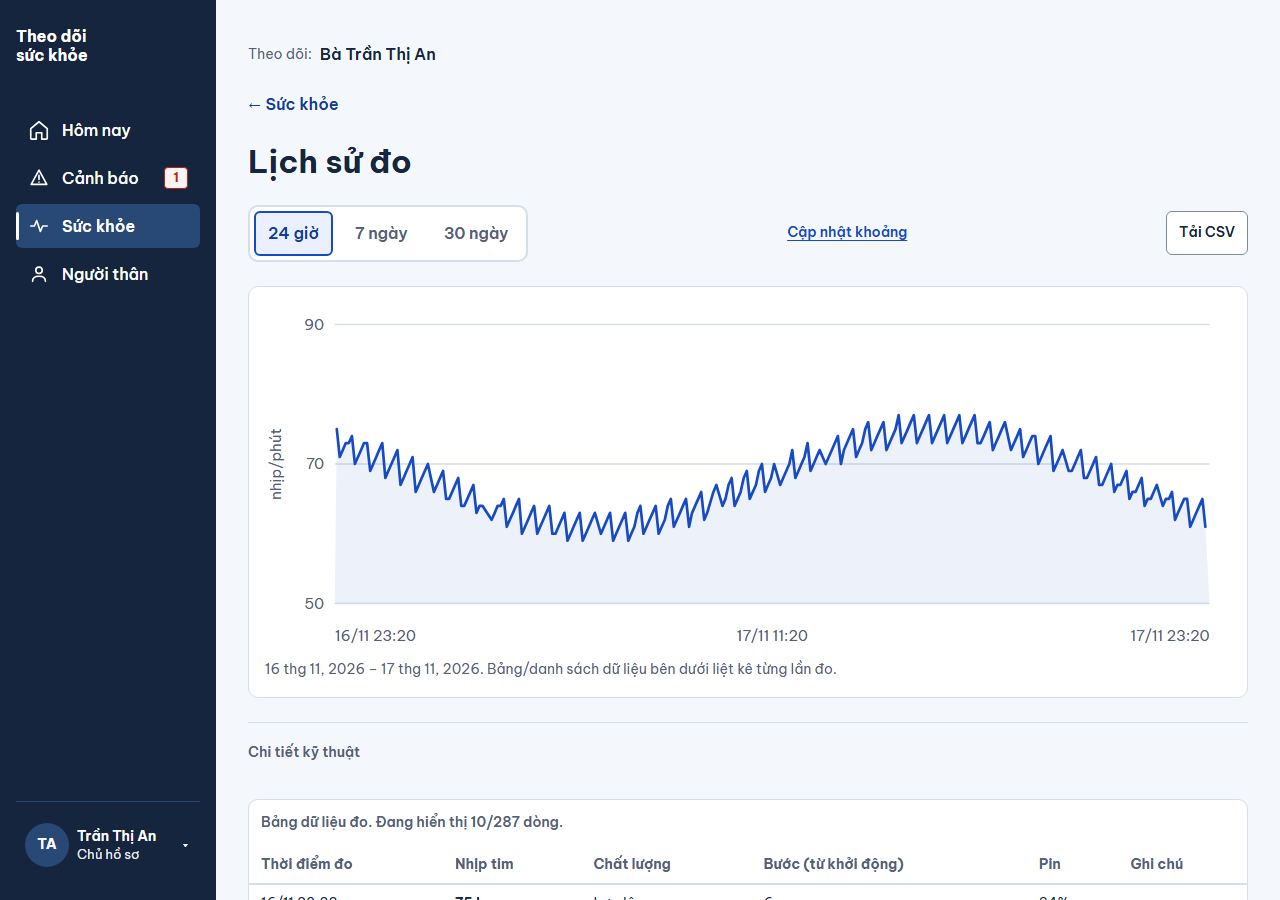 Theo dõi
sức khỏe
Hôm nay
Cảnh báo 1
Sức khỏe
Người thân
TA
Trần Thị An
Chủ hồ sơ
Theo dõi: Bà Trần Thị An
← Sức khỏe
Lịch sử đo
24 giờ 7 ngày 30 ngày
Cập nhật khoảng
Tải CSV
90
70
50
nhịp/phút
16/11 23:20 17/11 11:20 17/11 23:20
16 thg 11, 2026 – 17 thg 11, 2026. Bảng/danh sách dữ liệu bên dưới liệt kê từng lần đo.
Chi tiết kỹ thuật
Bảng dữ liệu đo. Đang hiển thị 10/287 dòng.
Thời điểm đo Nhịp tim Chất lượng Bước (từ khởi động) Pin Ghi chú